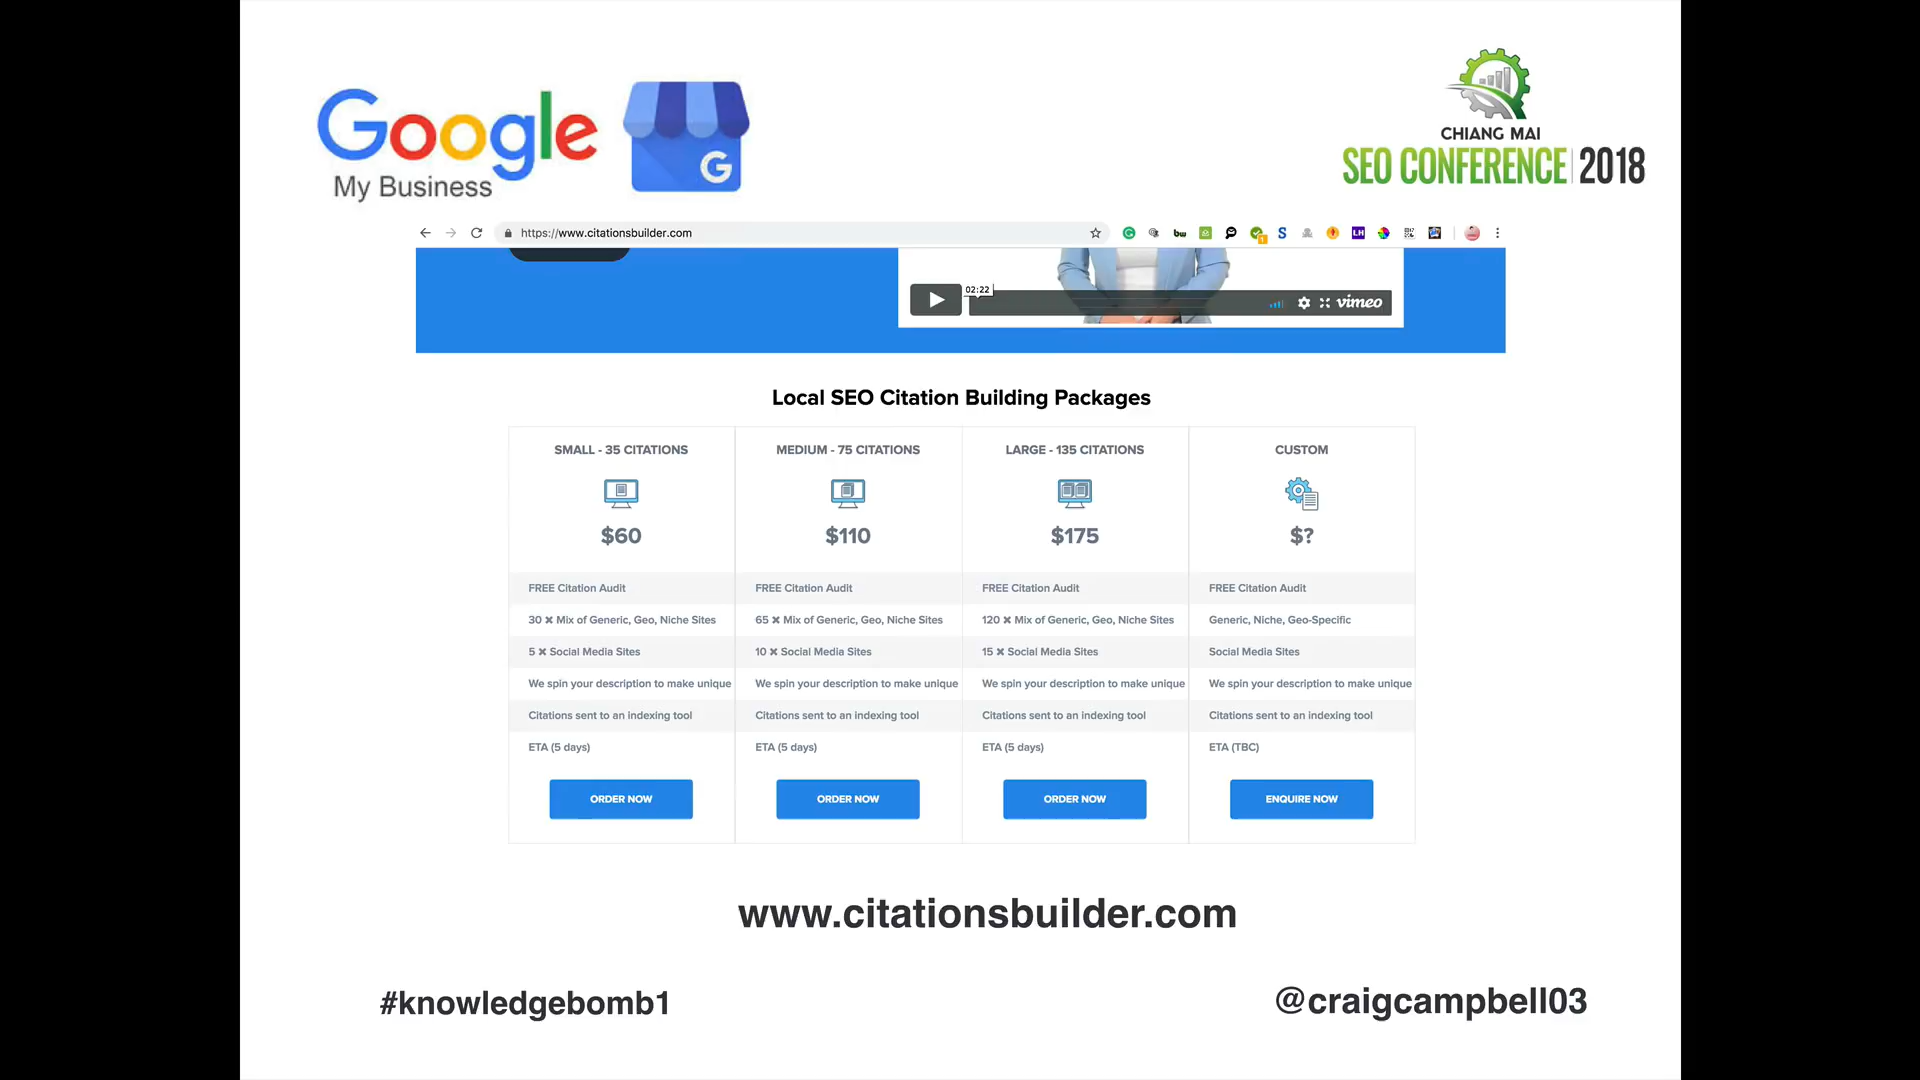 Google
My Business
G
CHIANG MAI
SEO CONFERENCE 2018
https://www.citationsbuilder.com
02:22
vimeo
Local SEO Citation Building Packages
SMALL - 35 CITATIONS
$60
FREE Citation Audit
30 ✖ Mix of Generic, Geo, Niche Sites
5 ✖ Social Media Sites
We spin your description to make unique
Citations sent to an indexing tool
ETA (5 days)
ORDER NOW
MEDIUM - 75 CITATIONS
$110
FREE Citation Audit
65 ✖ Mix of Generic, Geo, Niche Sites
10 ✖ Social Media Sites
We spin your description to make unique
Citations sent to an indexing tool
ETA (5 days)
ORDER NOW
LARGE - 135 CITATIONS
$175
FREE Citation Audit
120 ✖ Mix of Generic, Geo, Niche Sites
15 ✖ Social Media Sites
We spin your description to make unique
Citations sent to an indexing tool
ETA (5 days)
ORDER NOW
CUSTOM
$?
FREE Citation Audit
Generic, Niche, Geo-Specific
Social Media Sites
We spin your description to make unique
Citations sent to an indexing tool
ETA (TBC)
ENQUIRE NOW
www.citationsbuilder.com
#knowledgebomb1
@craigcampbell03